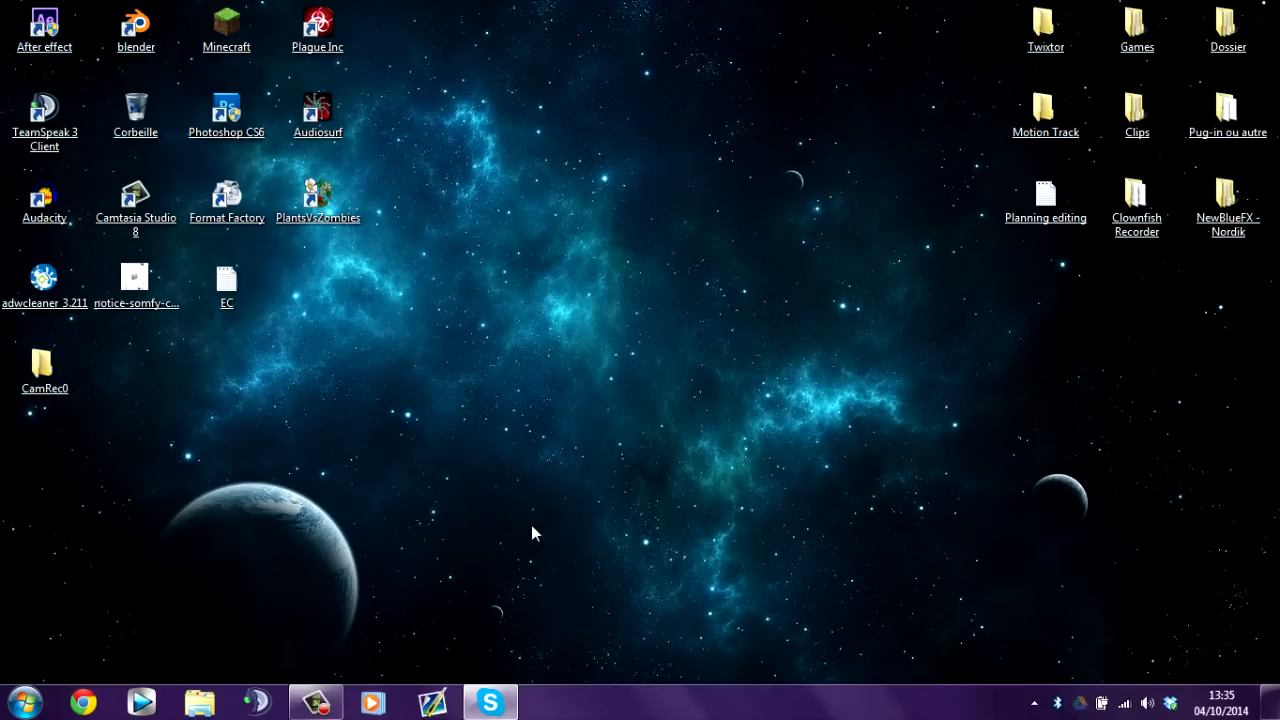 After effect
blender
Minecraft
Plague Inc
Twixtor
Games
Dossier
TeamSpeak 3
Client
Corbeille
Ps
Photoshop CS6
Audiosurf
Motion Track
Clips
Pug-in ou autre
Audacity
Camtasia Studio
8
Format Factory
PlantsVsZombies
Planning editing
Clownfish
Recorder
NewBlueFX -
Nordik
adwcleaner_3.211
notice-somfy-c...
EC
CamRec0
13:35
04/10/2014